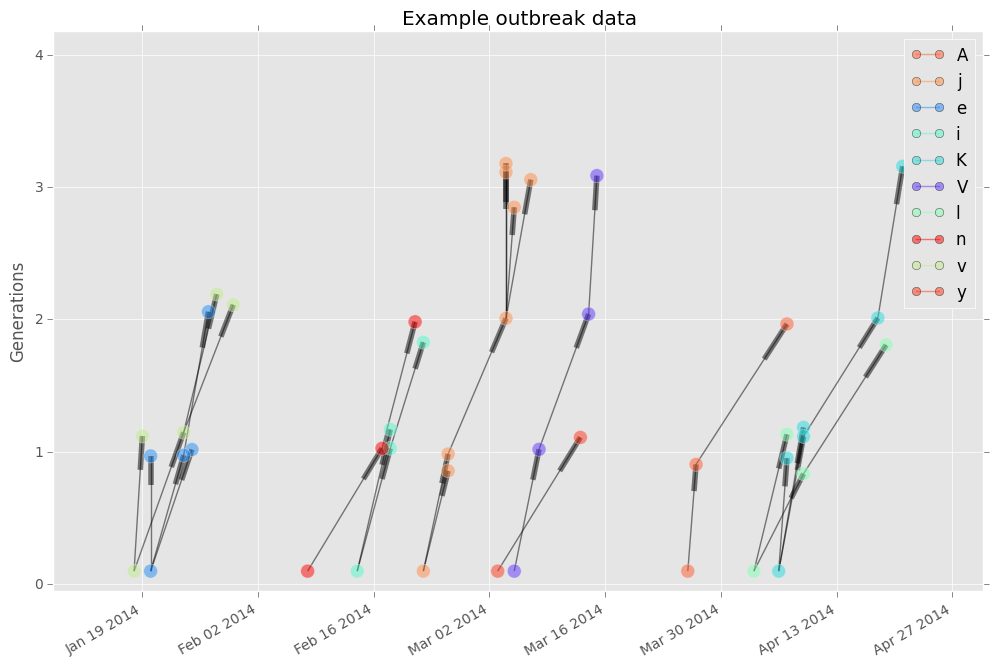 Example outbreak data
4
3
2
1
0
Generations
Jan 19 2014
Feb 02 2014
Feb 16 2014
Mar 02 2014
Mar 16 2014
Mar 30 2014
Apr 13 2014
Apr 27 2014
A
j
e
i
K
V
l
n
v
y